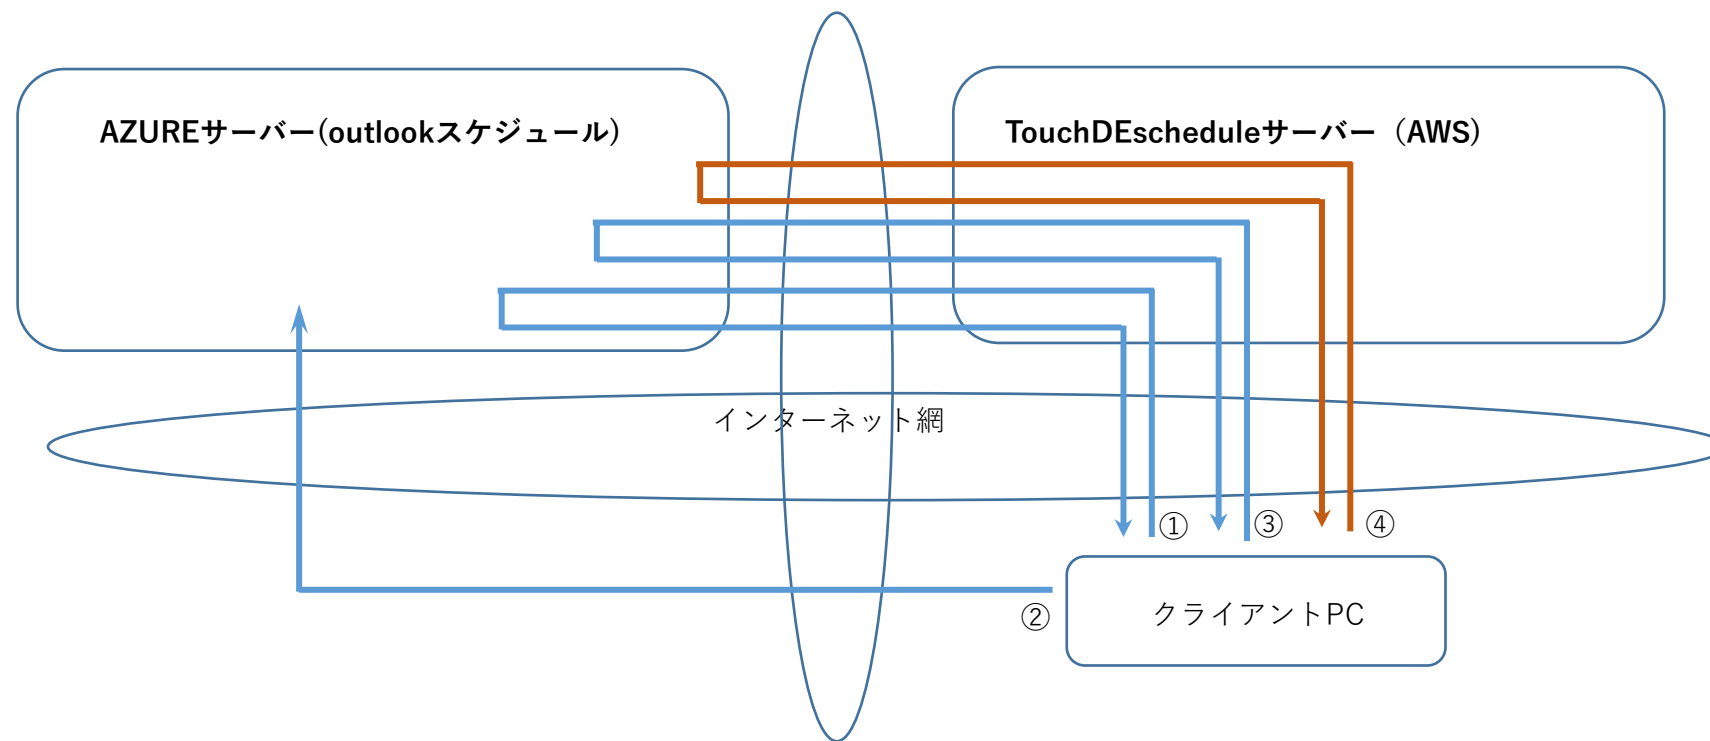 AZUREサーバー(outlookスケジュール)
TouchDEscheduleサーバー（AWS）
インターネット網
①
③
④
②
クライアントPC